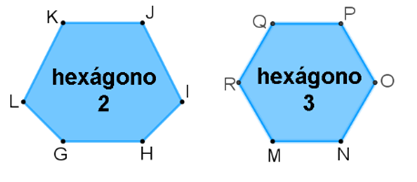 K J
Q P
hexágono
2
hexágono
3
L I
R O
G H
M N